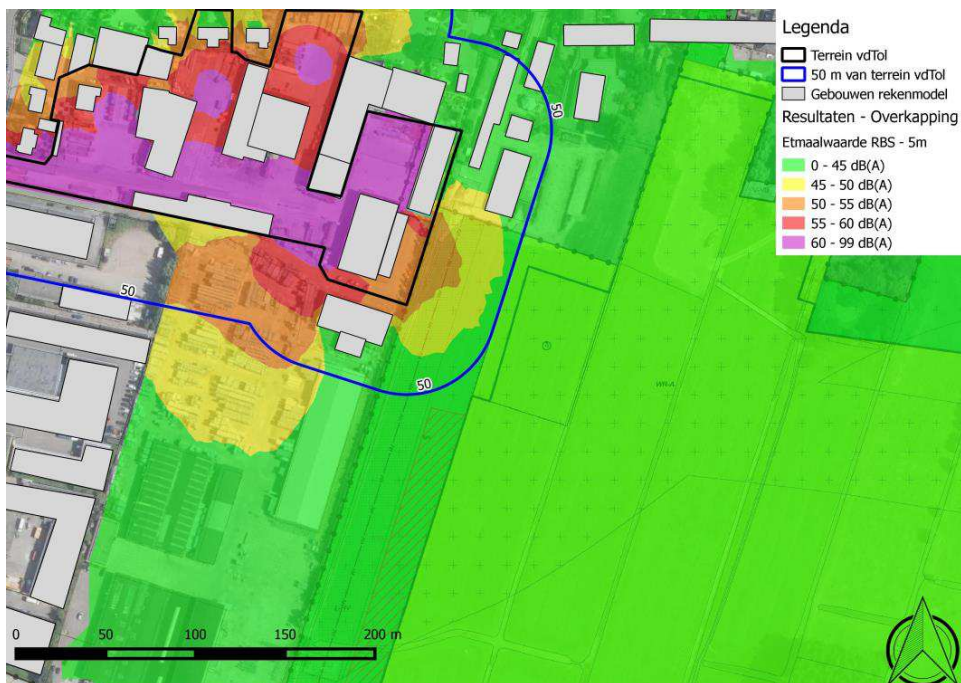 Legenda
Terrein vdTol
50 m van terrein vdTol
Gebouwen rekenmodel
Resultaten - Overkapping
Etmaalwaarde RBS - 5m
0 - 45 dB(A)
45 - 50 dB(A)
50 - 55 dB(A)
55 - 60 dB(A)
60 - 99 dB(A)
50
50
50
0 50 100 150 200 m